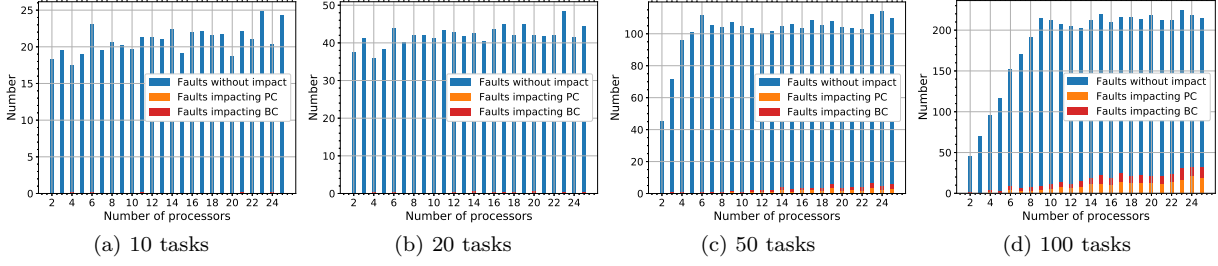 25
20
15
10
5
0
Number
Faults without impact
Faults impacting PC
Faults impacting BC
2 4 6 8 10 12 14 16 18 20 22 24
Number of processors
(a) 10 tasks
50
40
30
20
10
0
Number
Faults without impact
Faults impacting PC
Faults impacting BC
2 4 6 8 10 12 14 16 18 20 22 24
Number of processors
(b) 20 tasks
100
80
60
40
20
0
Number
Faults without impact
Faults impacting PC
Faults impacting BC
2 4 6 8 10 12 14 16 18 20 22 24
Number of processors
(c) 50 tasks
200
150
100
50
0
Number
Faults without impact
Faults impacting PC
Faults impacting BC
2 4 6 8 10 12 14 16 18 20 22 24
Number of processors
(d) 100 tasks